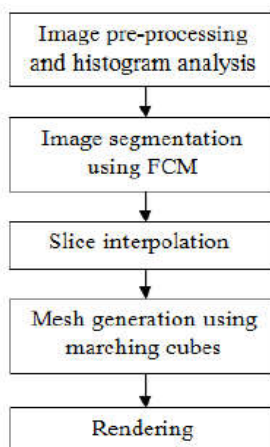 Image pre-processing
and histogram analysis
Image segmentation
using FCM
Slice interpolation
Mesh generation using
marching cubes
Rendering